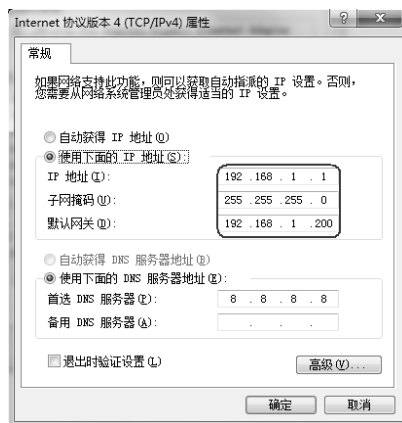 Internet 协议版本 4 (TCP/IPv4) 属性
常规
如果网络支持此功能，则可以获取自动指派的 IP 设置。否则，
您需要从网络系统管理员处获得适当的 IP 设置。
自动获得 IP 地址(O)
使用下面的 IP 地址(S):
IP 地址(I): 192 .168 . 1 . 1
子网掩码(U): 255 .255 .255 . 0
默认网关(D): 192 .168 . 1 .200
自动获得 DNS 服务器地址(B)
使用下面的 DNS 服务器地址(E):
首选 DNS 服务器(P): 8 . 8 . 8 . 8
备用 DNS 服务器(A): . . .
退出时验证设置(L)
高级(V)...
确定 取消